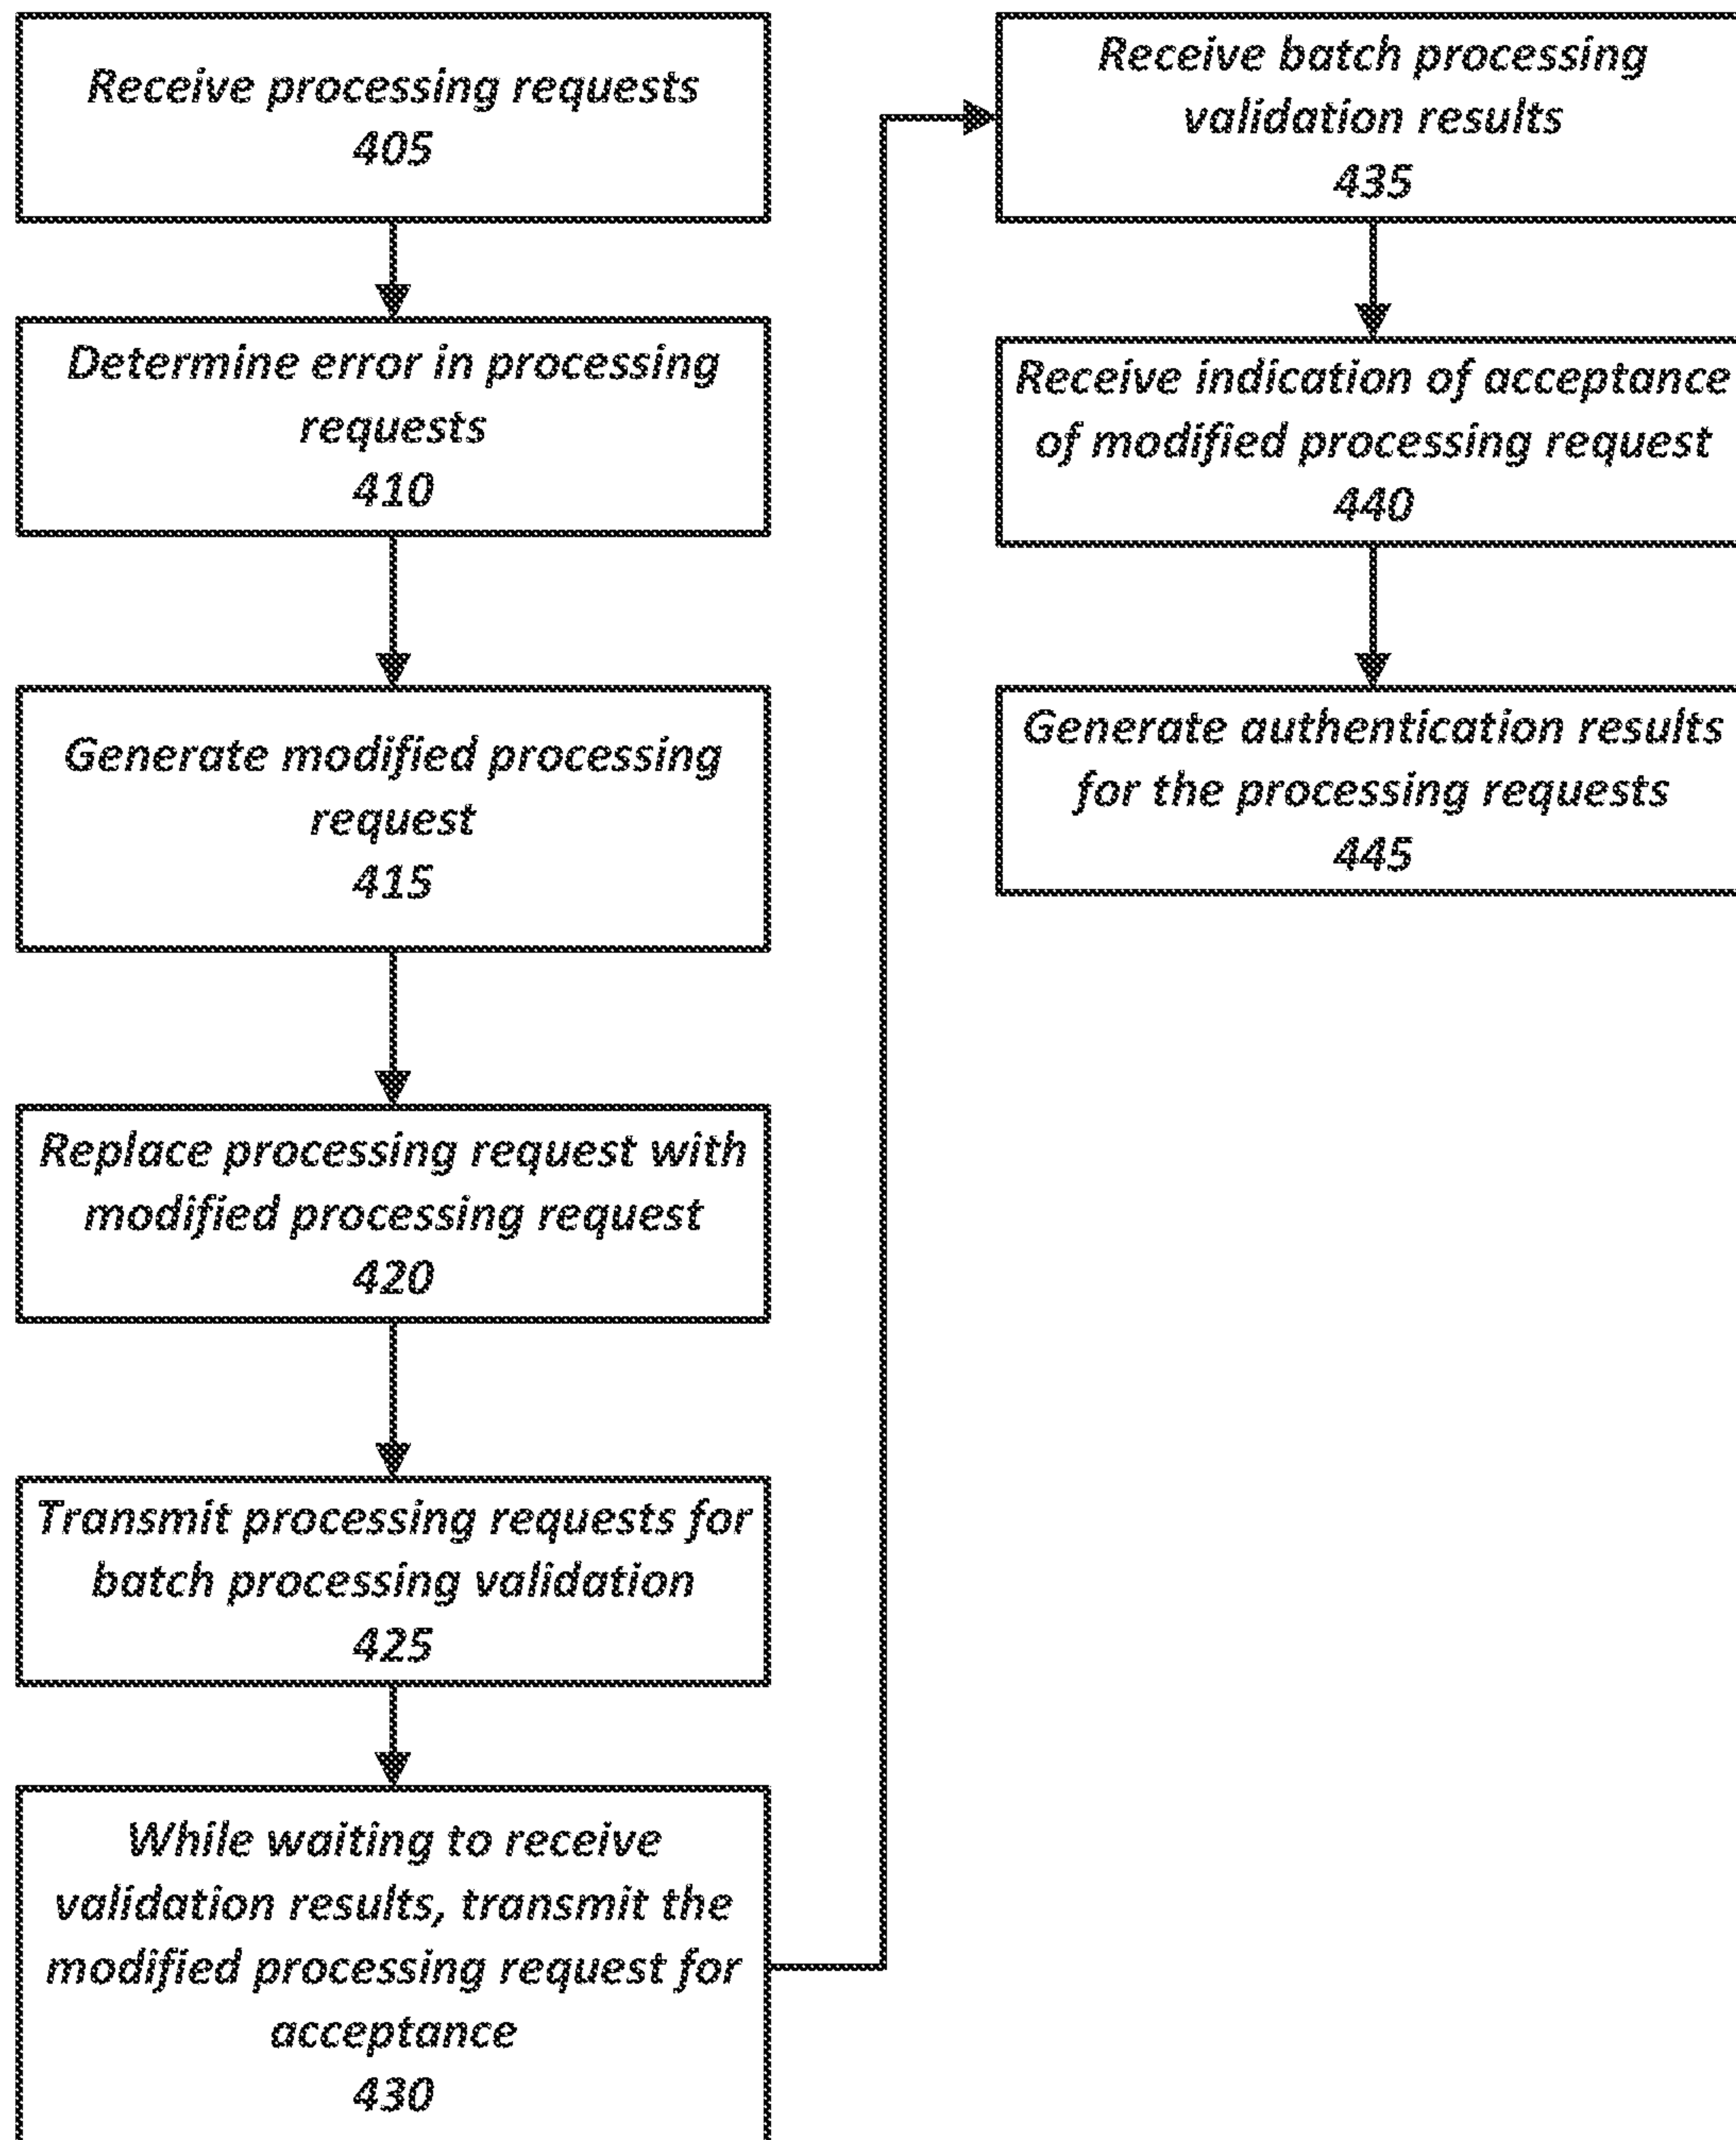 Receive processing requests
405
Determine error in processing
requests
410
Generate modified processing
request
415
Replace processing request with
modified processing request
420
Transmit processing requests for
batch processing validation
425
While waiting to receive
validation results, transmit the
modified processing request for
acceptance
430
Receive batch processing
validation results
435
Receive indication of acceptance
of modified processing request
440
Generate authentication results
for the processing requests
445